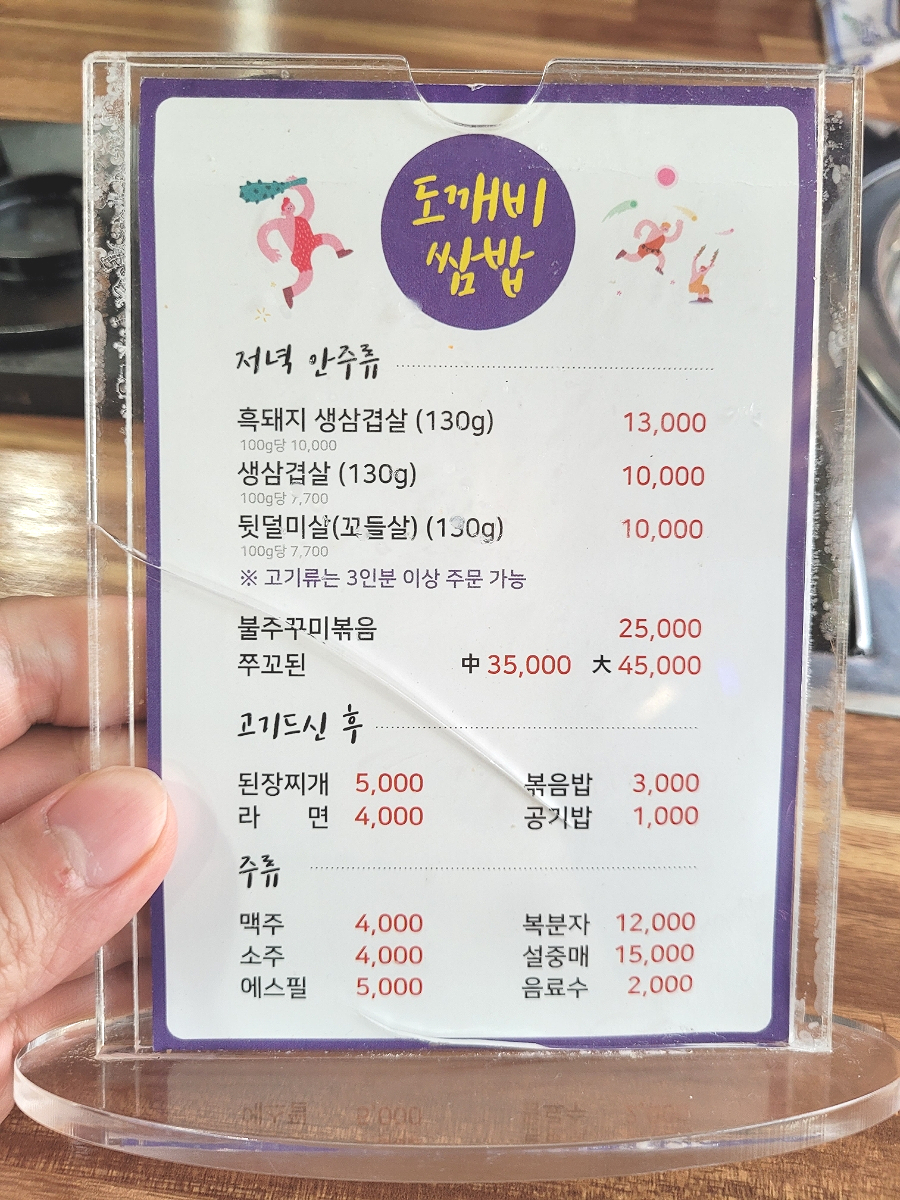 도깨비
쌈밥
저녁 안주류
흑돼지 생삼겹살 (130g) 13,000
100g당 10,000
생삼겹살 (130g) 10,000
100g당 7,700
뒷덜미살(꼬들살) (130g) 10,000
100g당 7,700
※ 고기류는 3인분 이상 주문 가능
불주꾸미볶음 25,000
쭈꼬된 中 35,000 大 45,000
고기드신 후
된장찌개 5,000 볶음밥 3,000
라 면 4,000 공기밥 1,000
주류
맥주 4,000 복분자 12,000
소주 4,000 설중매 15,000
에스필 5,000 음료수 2,000